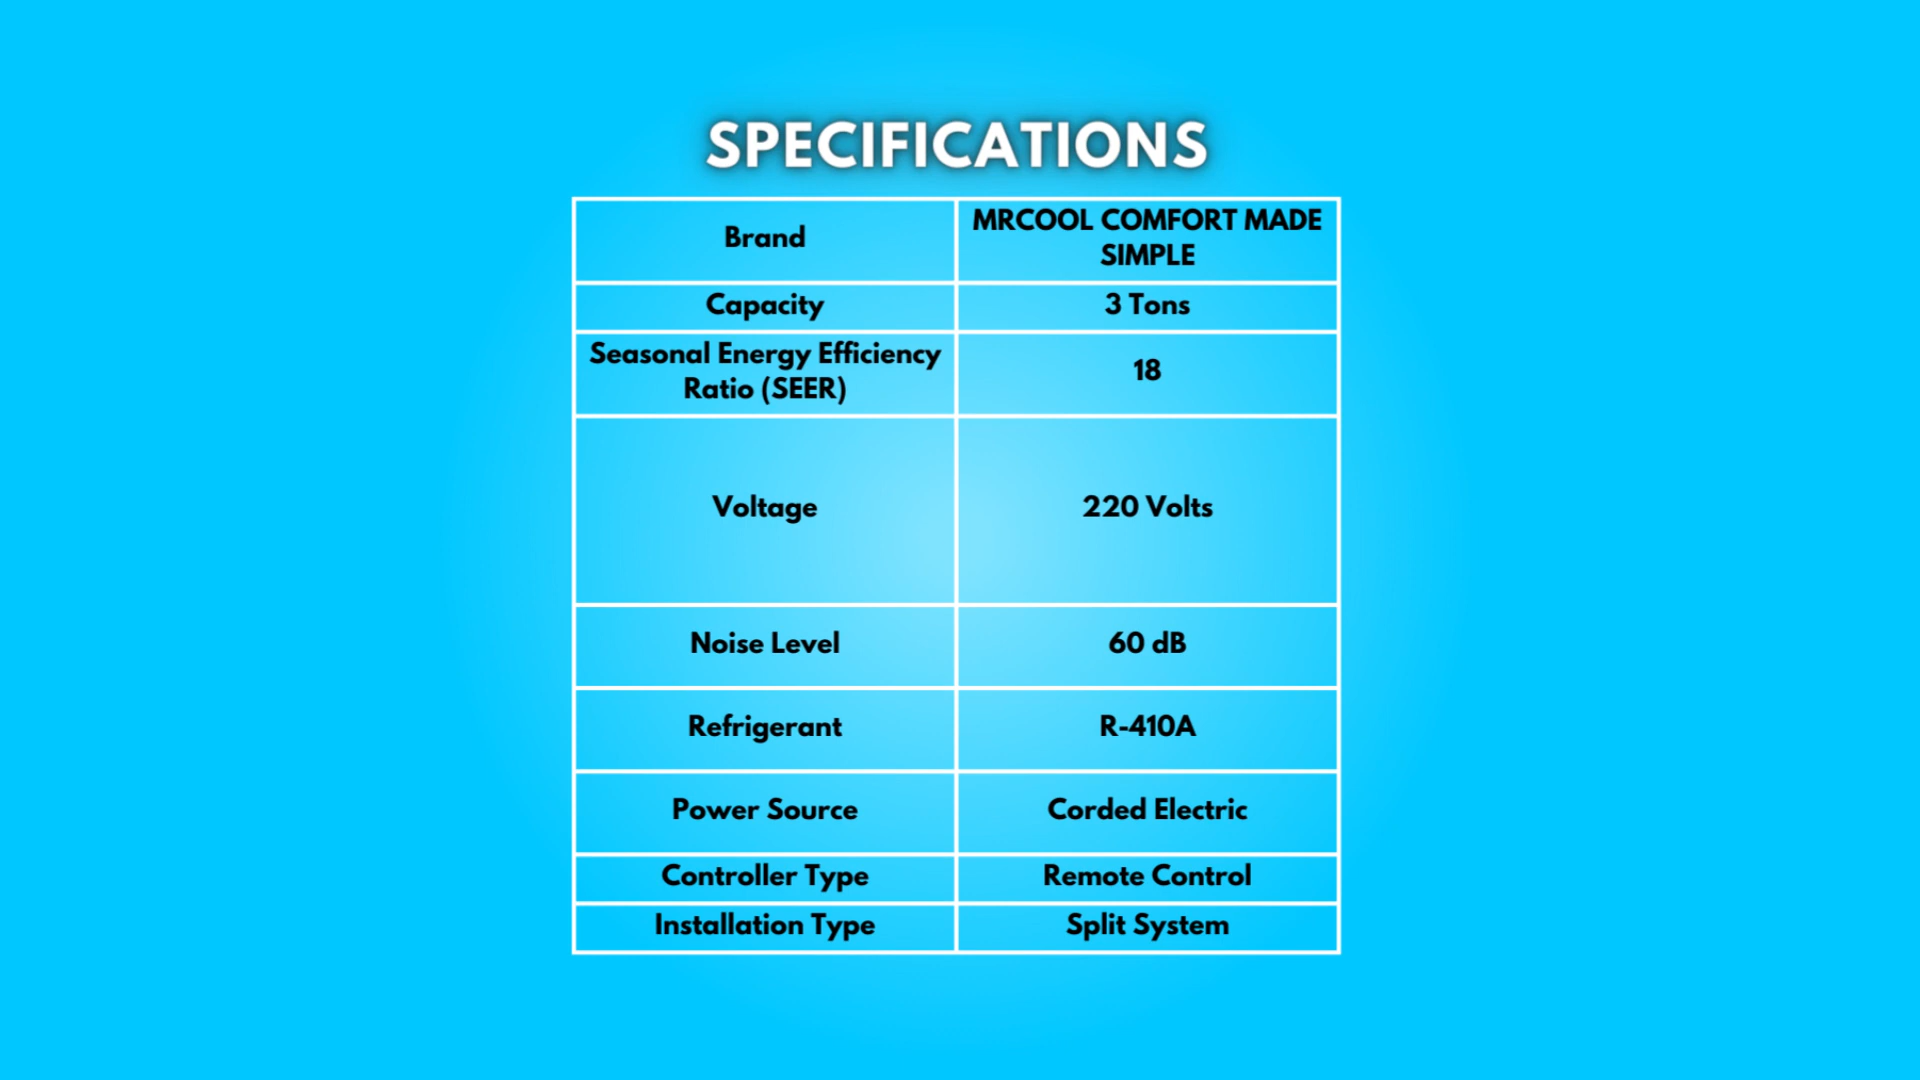 SPECIFICATIONS
Brand
MRCOOL COMFORT MADE
SIMPLE
Capacity
3 Tons
Seasonal Energy Efficiency
Ratio (SEER)
18
Voltage
220 Volts
Noise Level
60 dB
Refrigerant
R-410A
Power Source
Corded Electric
Controller Type
Remote Control
Installation Type
Split System